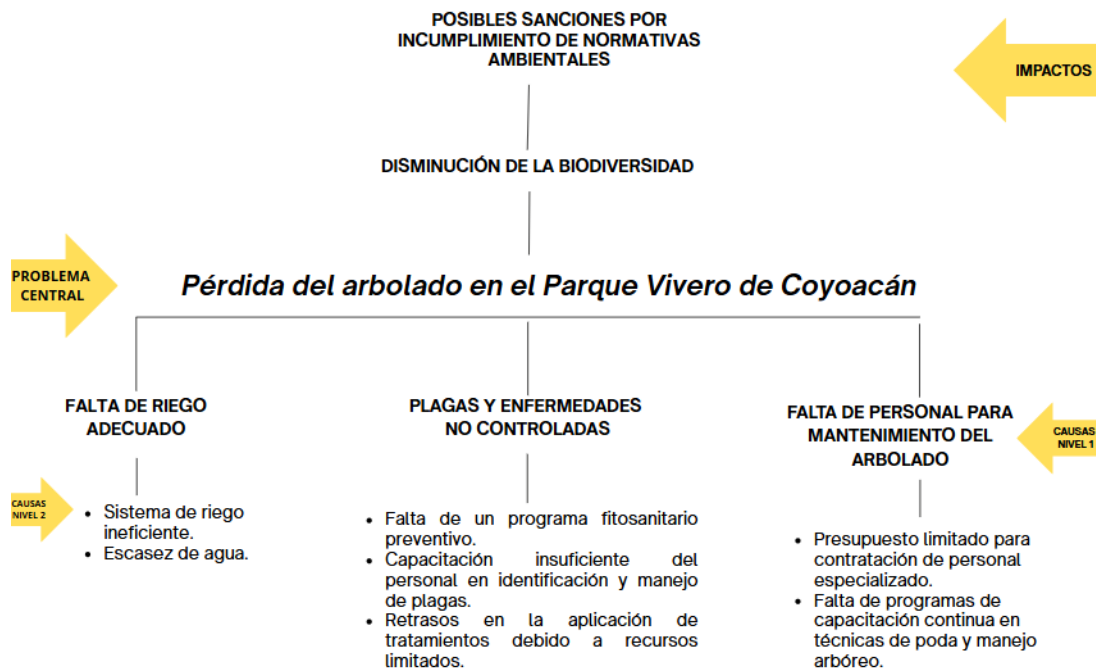 POSIBLES SANCIONES POR
INCUMPLIMIENTO DE NORMATIVAS
AMBIENTALES
IMPACTOS
DISMINUCIÓN DE LA BIODIVERSIDAD
PROBLEMA
CENTRAL
Pérdida del arbolado en el Parque Vivero de Coyoacán
FALTA DE RIEGO
ADECUADO
PLAGAS Y ENFERMEDADES
NO CONTROLADAS
FALTA DE PERSONAL PARA
MANTENIMIENTO DEL
ARBOLADO
CAUSAS
NIVEL 1
CAUSAS
NIVEL 2
• Sistema de riego
ineficiente.
• Escasez de agua.
• Falta de un programa fitosanitario
preventivo.
• Capacitación insuficiente del
personal en identificación y manejo
de plagas.
• Retrasos en la aplicación de
tratamientos debido a recursos
limitados.
• Presupuesto limitado para
contratación de personal
especializado.
• Falta de programas de
capacitación continua en
técnicas de poda y manejo
arbóreo.